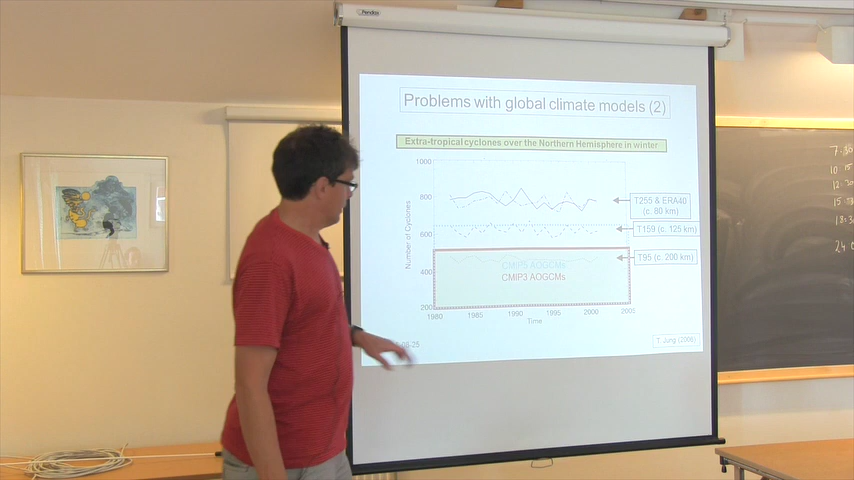 Problems with global climate models (2)
Extra-tropical cyclones over the Northern Hemisphere in winter
1000
800
600
400
200
Number of Cyclones
T255 & ERA40
(c. 80 km)
T159 (c. 125 km)
T95 (c. 200 km)
CMIP5 AOGCMs
CMIP3 AOGCMs
1980
1985
1990
1995
2000
2005
Time
T. Jung (2006)